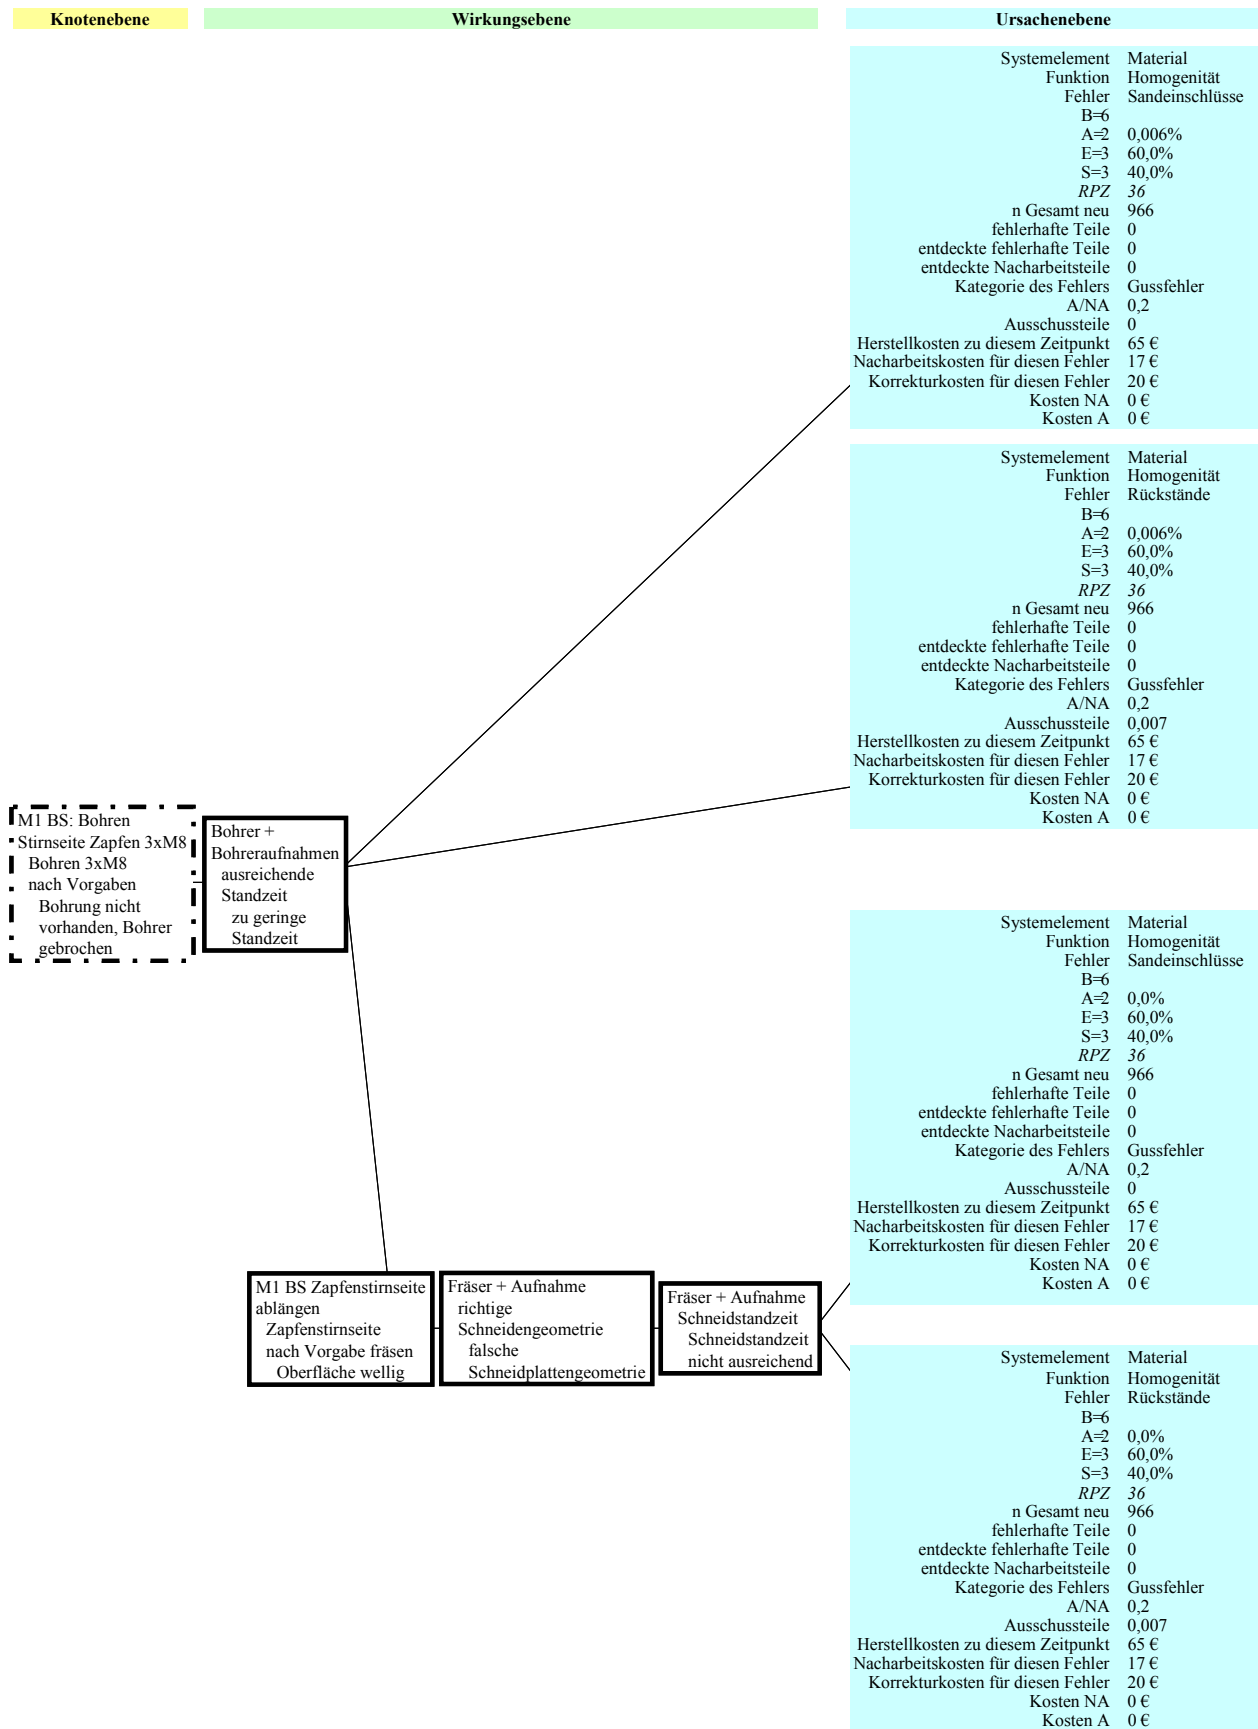 Knotenebene
Wirkungsebene
Ursachenebene
Systemelement Material
Funktion Homogenität
Fehler Sandeinschlüsse
B=6
A=2 0,006%
E=3 60,0%
S=3 40,0%
RPZ 36
n Gesamt neu 966
fehlerhafte Teile 0
entdeckte fehlerhafte Teile 0
entdeckte Nacharbeitsteile 0
Kategorie des Fehlers Gussfehler
A/NA 0,2
Ausschussteile 0
Herstellkosten zu diesem Zeitpunkt 65 €
Nacharbeitskosten für diesen Fehler 17 €
Korrekturkosten für diesen Fehler 20 €
Kosten NA 0 €
Kosten A 0 €
Systemelement Material
Funktion Homogenität
Fehler Rückstände
B=6
A=2 0,006%
E=3 60,0%
S=3 40,0%
RPZ 36
n Gesamt neu 966
fehlerhafte Teile 0
entdeckte fehlerhafte Teile 0
entdeckte Nacharbeitsteile 0
Kategorie des Fehlers Gussfehler
A/NA 0,2
Ausschussteile 0,007
Herstellkosten zu diesem Zeitpunkt 65 €
Nacharbeitskosten für diesen Fehler 17 €
Korrekturkosten für diesen Fehler 20 €
Kosten NA 0 €
Kosten A 0 €
M1 BS: Bohren
Stirnseite Zapfen 3xM8
Bohren 3xM8
nach Vorgaben
Bohrung nicht
vorhanden, Bohrer
gebrochen
Bohrer +
Bohreraufnahmen
ausreichende
Standzeit
zu geringe
Standzeit
Systemelement Material
Funktion Homogenität
Fehler Sandeinschlüsse
B=6
A=2 0,0%
E=3 60,0%
S=3 40,0%
RPZ 36
n Gesamt neu 966
fehlerhafte Teile 0
entdeckte fehlerhafte Teile 0
entdeckte Nacharbeitsteile 0
Kategorie des Fehlers Gussfehler
A/NA 0,2
Ausschussteile 0
Herstellkosten zu diesem Zeitpunkt 65 €
Nacharbeitskosten für diesen Fehler 17 €
Korrekturkosten für diesen Fehler 20 €
Kosten NA 0 €
Kosten A 0 €
M1 BS Zapfenstirnseite
ablängen
Zapfenstirnseite
nach Vorgabe fräsen
Oberfläche wellig
Fräser + Aufnahme
richtige
Schneidengeometrie
falsche
Schneidplattengeometrie
Fräser + Aufnahme
Schneidstandzeit
Schneidstandzeit
nicht ausreichend
Systemelement Material
Funktion Homogenität
Fehler Rückstände
B=6
A=2 0,0%
E=3 60,0%
S=3 40,0%
RPZ 36
n Gesamt neu 966
fehlerhafte Teile 0
entdeckte fehlerhafte Teile 0
entdeckte Nacharbeitsteile 0
Kategorie des Fehlers Gussfehler
A/NA 0,2
Ausschussteile 0,007
Herstellkosten zu diesem Zeitpunkt 65 €
Nacharbeitskosten für diesen Fehler 17 €
Korrekturkosten für diesen Fehler 20 €
Kosten NA 0 €
Kosten A 0 €